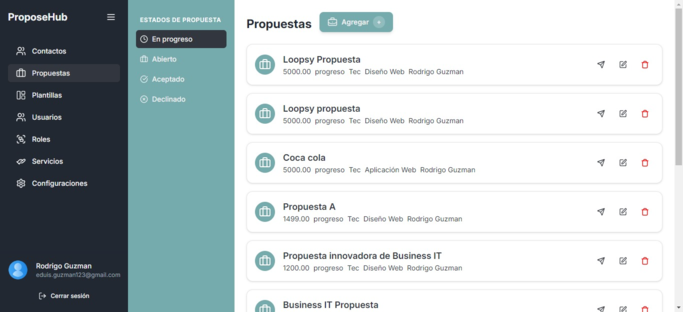 ProposeHub
Contactos
Propuestas
Plantillas
Usuarios
Roles
Servicios
Configuraciones
Rodrigo Guzman
eduis.guzman123@gmail.com
Cerrar sesión
ESTADOS DE PROPUESTA
En progreso
Abierto
Aceptado
Declinado
Propuestas
Agregar +
Loopsy Propuesta
5000.00 progreso Tec Diseño Web Rodrigo Guzman
Loopsy propuesta
5000.00 progreso Tec Diseño Web Rodrigo Guzman
Coca cola
5000.00 progreso Tec Aplicación Web Rodrigo Guzman
Propuesta A
1499.00 progreso Tec Diseño Web Rodrigo Guzman
Propuesta innovadora de Business IT
1200.00 progreso Tec Diseño Web Rodrigo Guzman
Business IT Propuesta